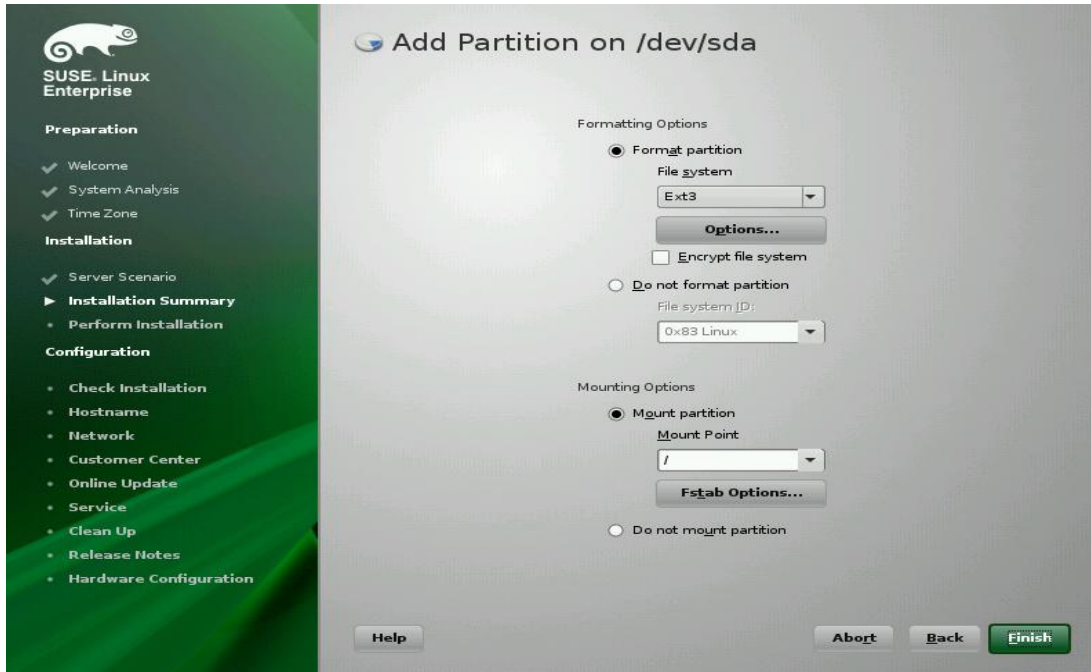 SUSE. Linux
Enterprise
Preparation
Welcome
System Analysis
Time Zone
Installation
Server Scenario
Installation Summary
Perform Installation
Configuration
Check Installation
Hostname
Network
Customer Center
Online Update
Service
Clean Up
Release Notes
Hardware Configuration
Add Partition on /dev/sda
Formatting Options
Format partition
File system
Ext3
Options...
Encrypt file system
Do not format partition
File system ID:
0x83 Linux
Mounting Options
Mount partition
Mount Point
/
Fstab Options...
Do not mount partition
Help
Abort
Back
Finish